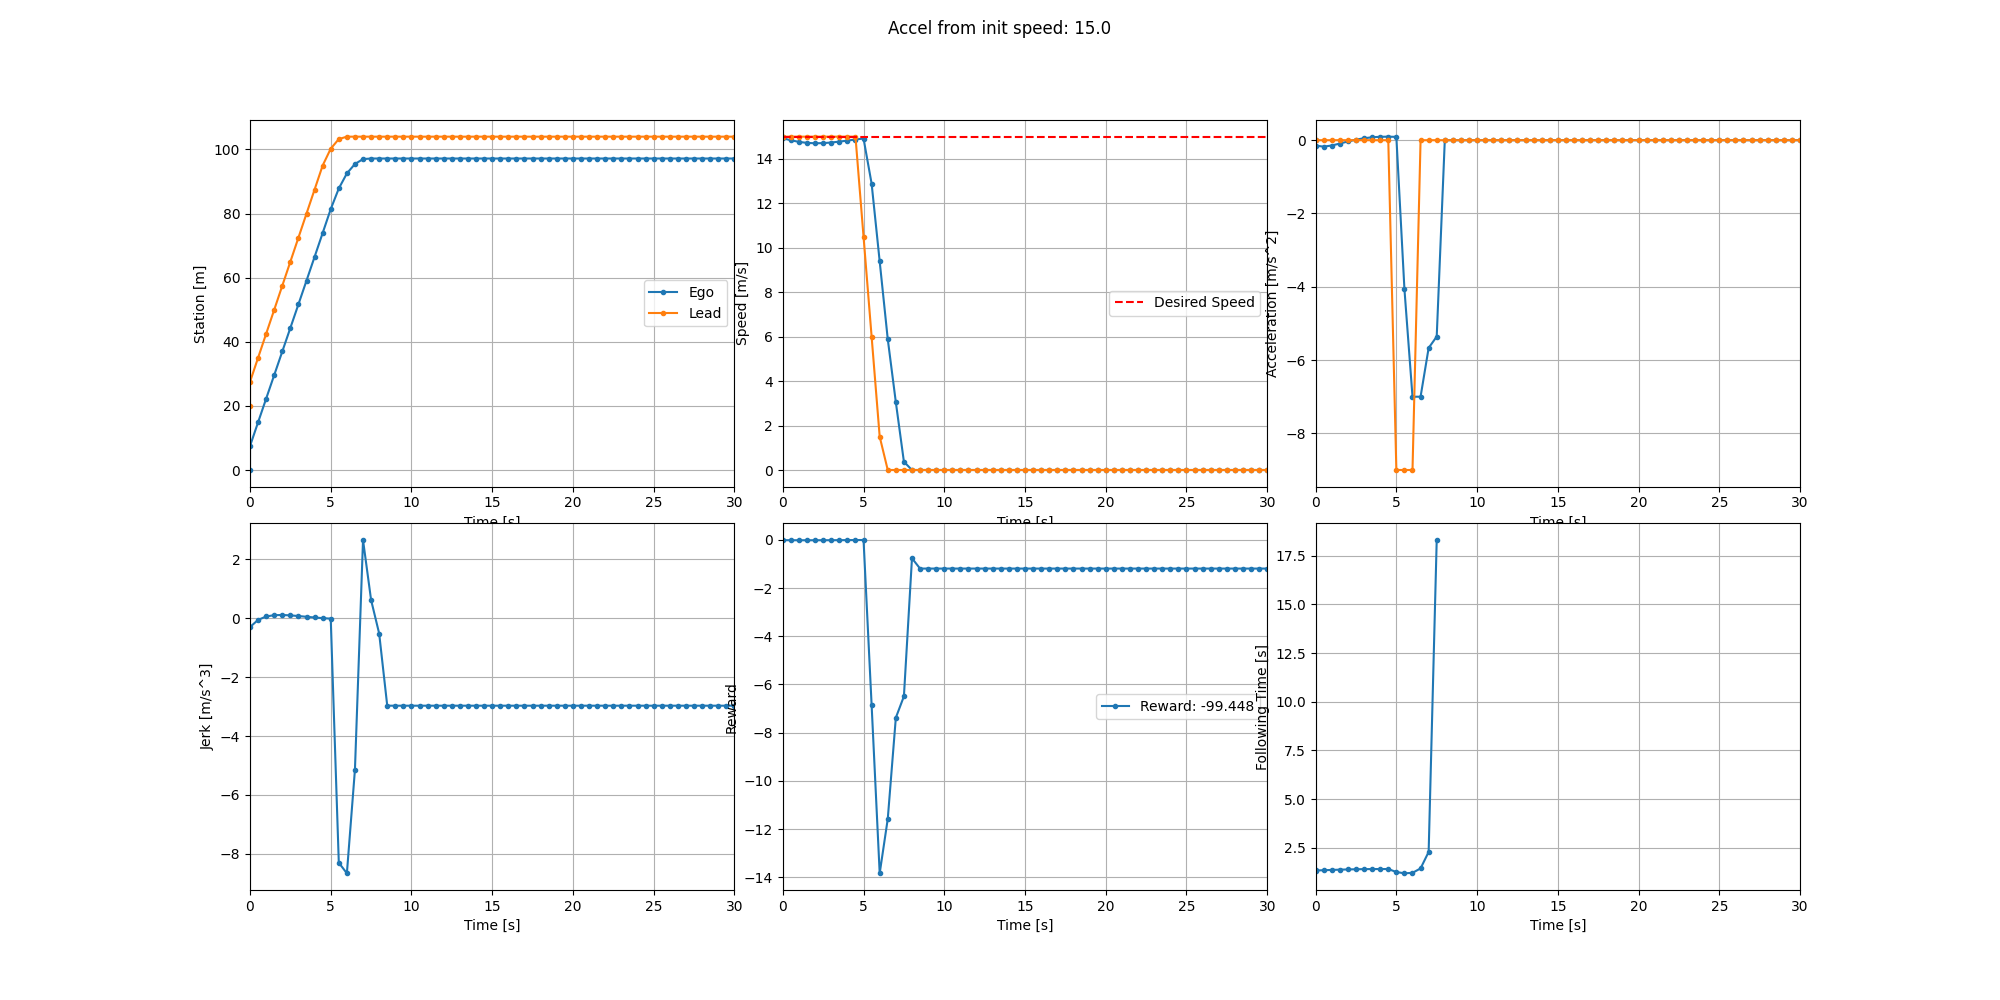 Accel from init speed: 15.0
Station [m]
100
80
60
40
20
0
Ego
Lead
0 5 10 15 20 25 30
Time [s]
Speed [m/s]
14
12
10
8
6
4
2
0
Desired Speed
0 5 10 15 20 25 30
Time [s]
Acceleration [m/s^2]
0
−2
−4
−6
−8
0 5 10 15 20 25 30
Time [s]
Jerk [m/s^3]
2
0
−2
−4
−6
−8
0 5 10 15 20 25 30
Time [s]
Reward
0
−2
−4
−6
−8
−10
−12
−14
Reward: -99.448
0 5 10 15 20 25 30
Time [s]
Following Time [s]
17.5
15.0
12.5
10.0
7.5
5.0
2.5
0 5 10 15 20 25 30
Time [s]